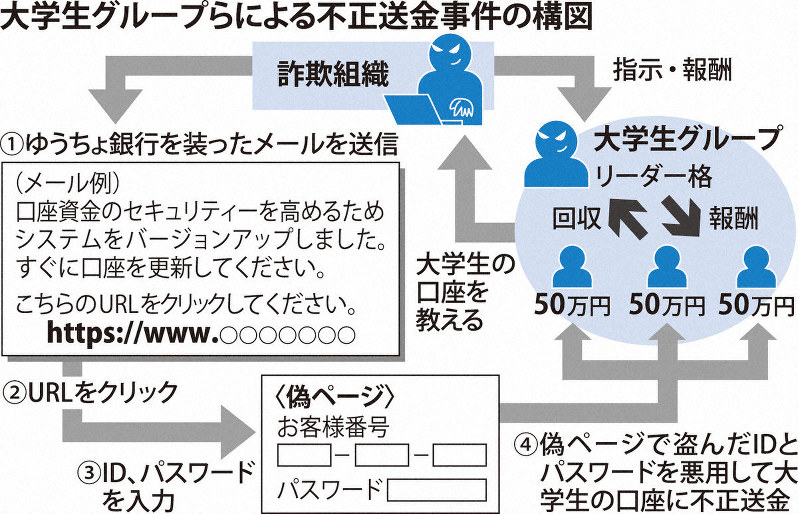 大学生グループらによる不正送金事件の構図
詐欺組織
指示・報酬
①ゆうちょ銀行を装ったメールを送信
（メール例）
口座資金のセキュリティーを高めるため
システムをバージョンアップしました。
すぐに口座を更新してください。
こちらのURLをクリックしてください。
https://www.○○○○○○○
大学生グループ
リーダー格
回収
報酬
50万円
50万円
50万円
大学生の
口座を
教える
②URLをクリック
③ID、パスワード
を入力
〈偽ページ〉
お客様番号
－ －
パスワード
④偽ページで盗んだIDと
パスワードを悪用して大
学生の口座に不正送金